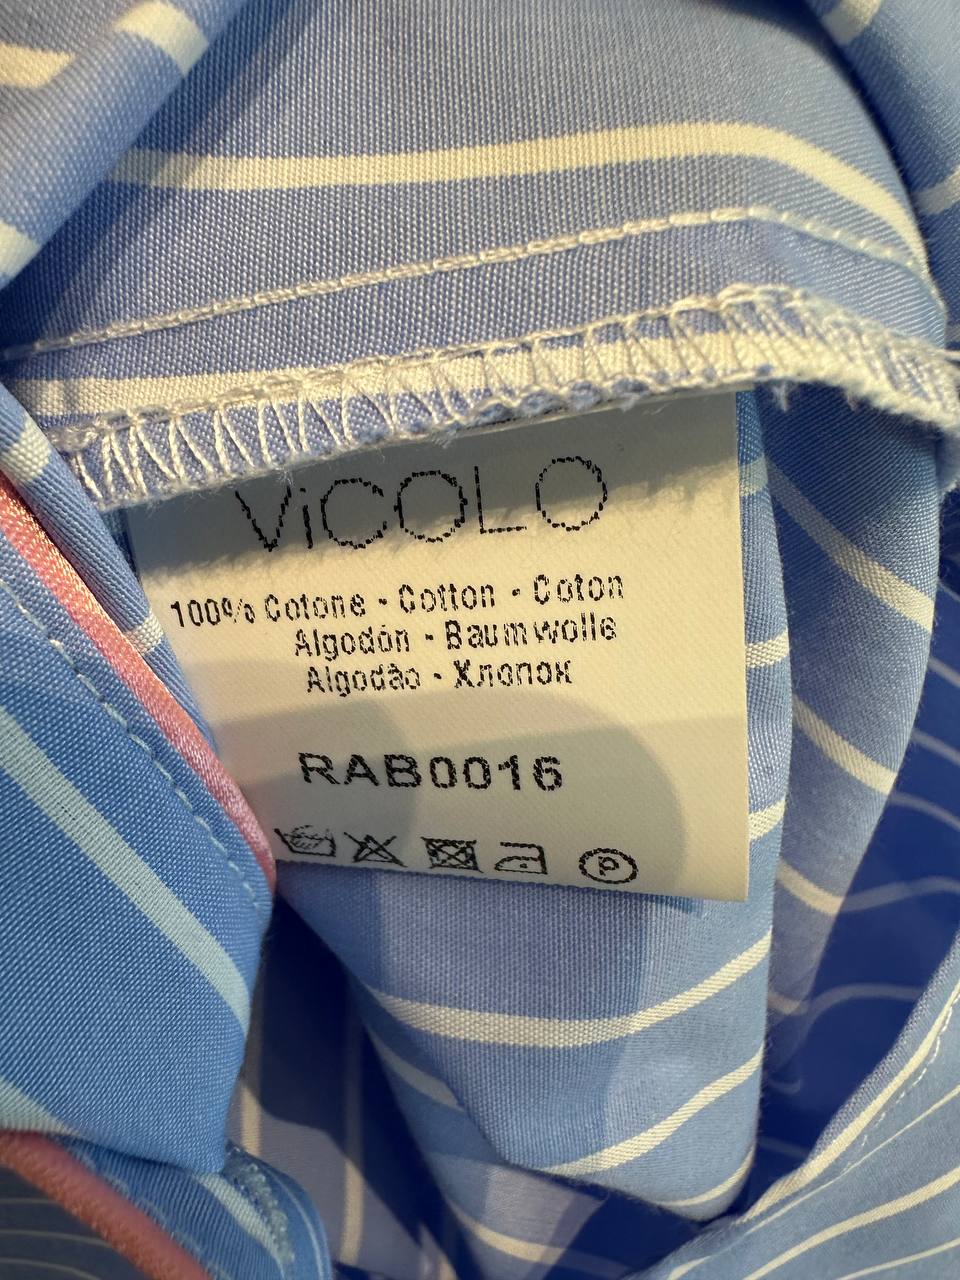 ViCOLO
100% Cotone - Cotton - Coton
Algodón - Baumwolle
Algodão - Хлопок
RAB0016
P